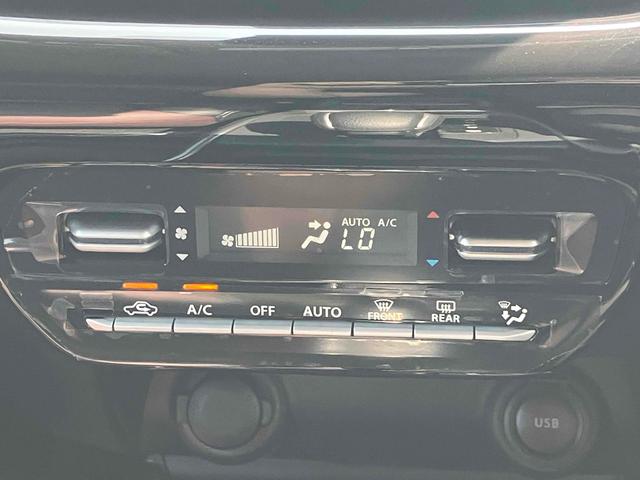 AUTO A/C
LO
A/C OFF AUTO FRONT REAR
USB